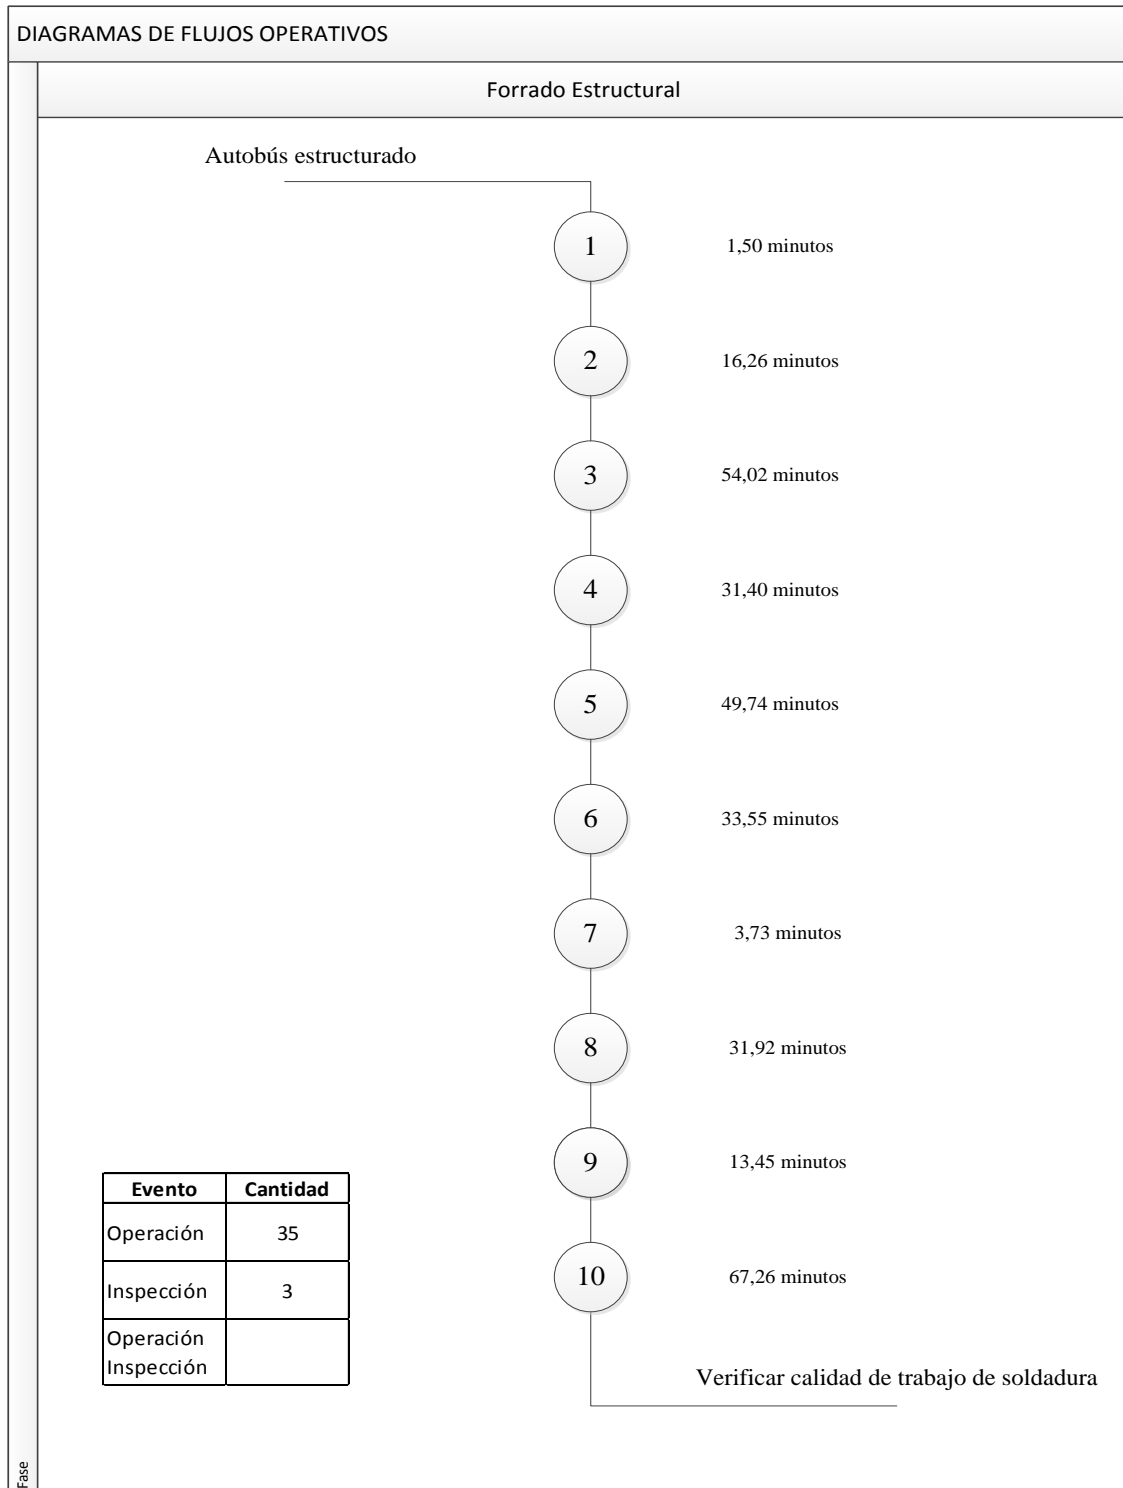 DIAGRAMAS DE FLUJOS OPERATIVOS
Forrado Estructural
Autobús estructurado
1 1,50 minutos
2 16,26 minutos
3 54,02 minutos
4 31,40 minutos
5 49,74 minutos
6 33,55 minutos
7 3,73 minutos
8 31,92 minutos
9 13,45 minutos
10 67,26 minutos
Evento Cantidad
Operación 35
Inspección 3
Operación
Inspección
Verificar calidad de trabajo de soldadura
Fase